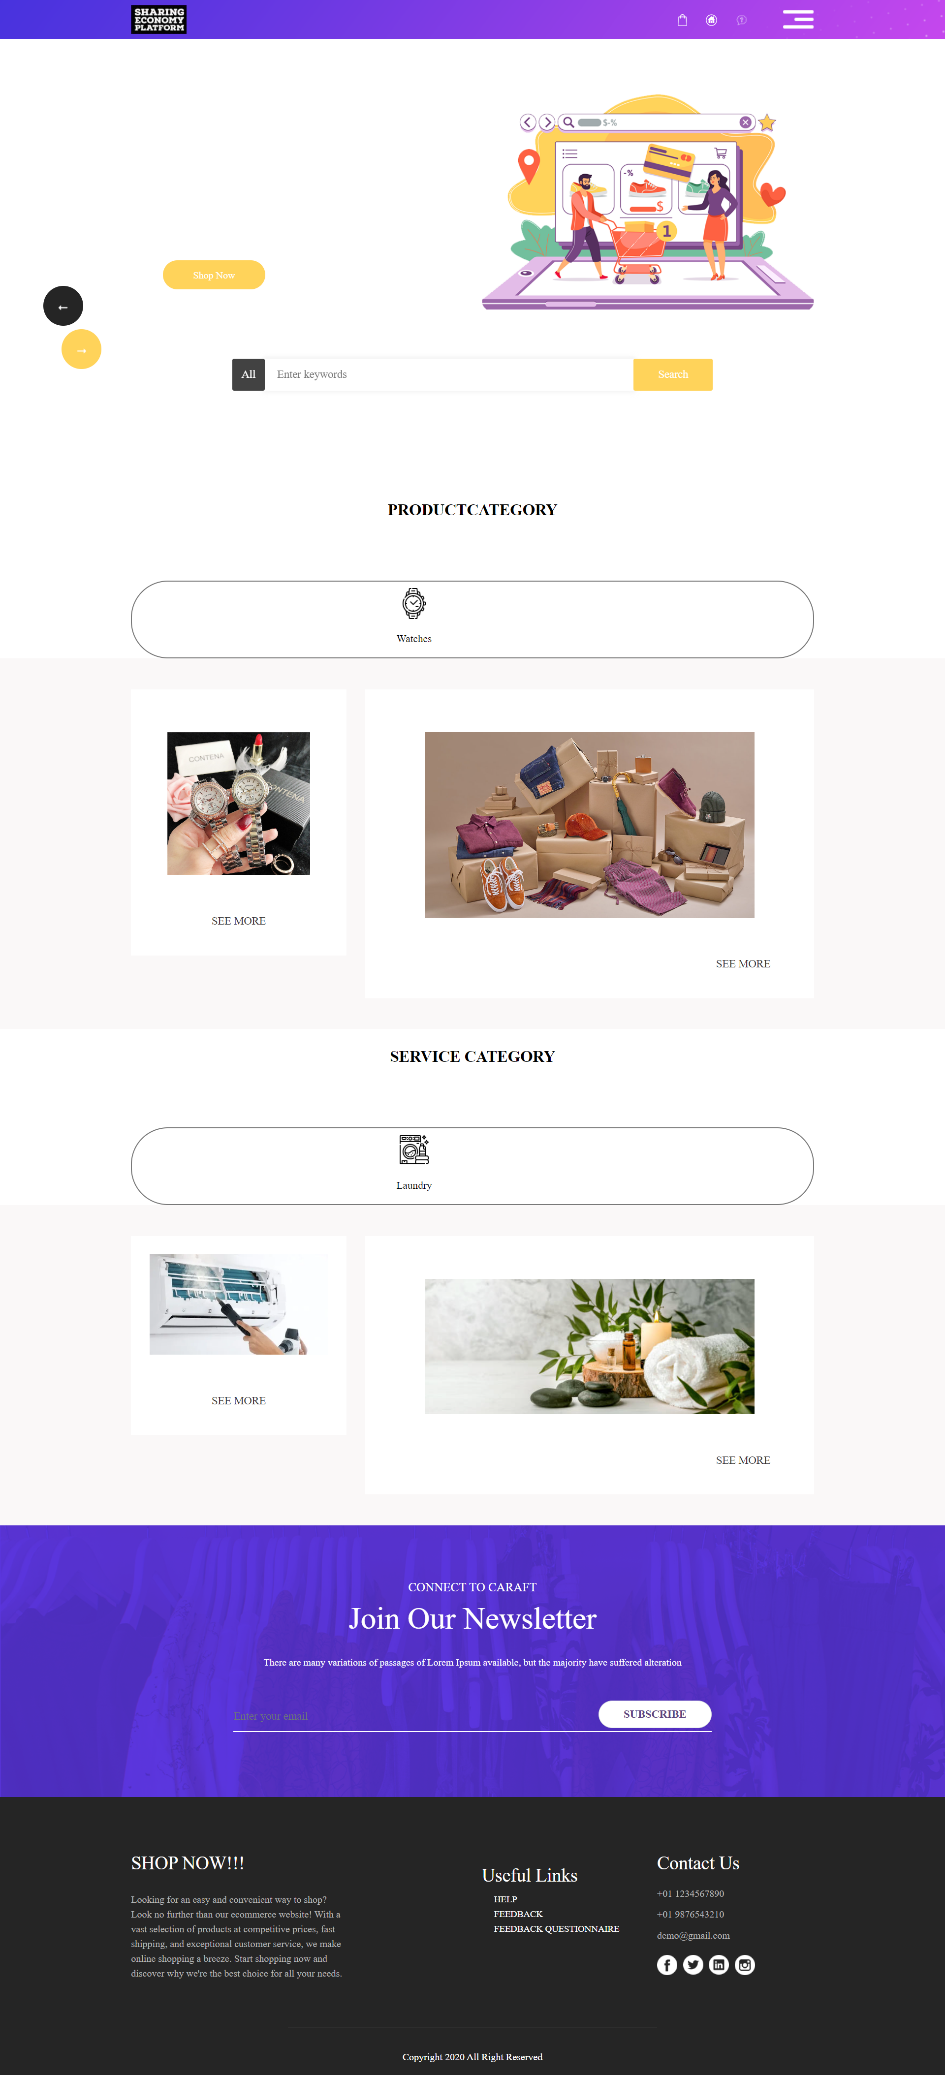 SHARING
ECONOMY
PLATFORM
$-%
-%
$
1
Shop Now
←
→
All
Enter keywords
Search
PRODUCTCATEGORY
Watches
CONTENA
CONTENA
SEE MORE
SEE MORE
SERVICE CATEGORY
Laundry
SEE MORE
SEE MORE
CONNECT TO CARAFT
Join Our Newsletter
There are many variations of passages of Lorem Ipsum available, but the majority have suffered alteration
Enter your email
SUBSCRIBE
SHOP NOW!!!
Looking for an easy and convenient way to shop?
Look no further than our ecommerce website! With a
vast selection of products at competitive prices, fast
shipping, and exceptional customer service, we make
online shopping a breeze. Start shopping now and
discover why we're the best choice for all your needs.
Useful Links
HELP
FEEDBACK
FEEDBACK QUESTIONNAIRE
Contact Us
+01 1234567890
+01 9876543210
demo@gmail.com
Copyright 2020 All Right Reserved